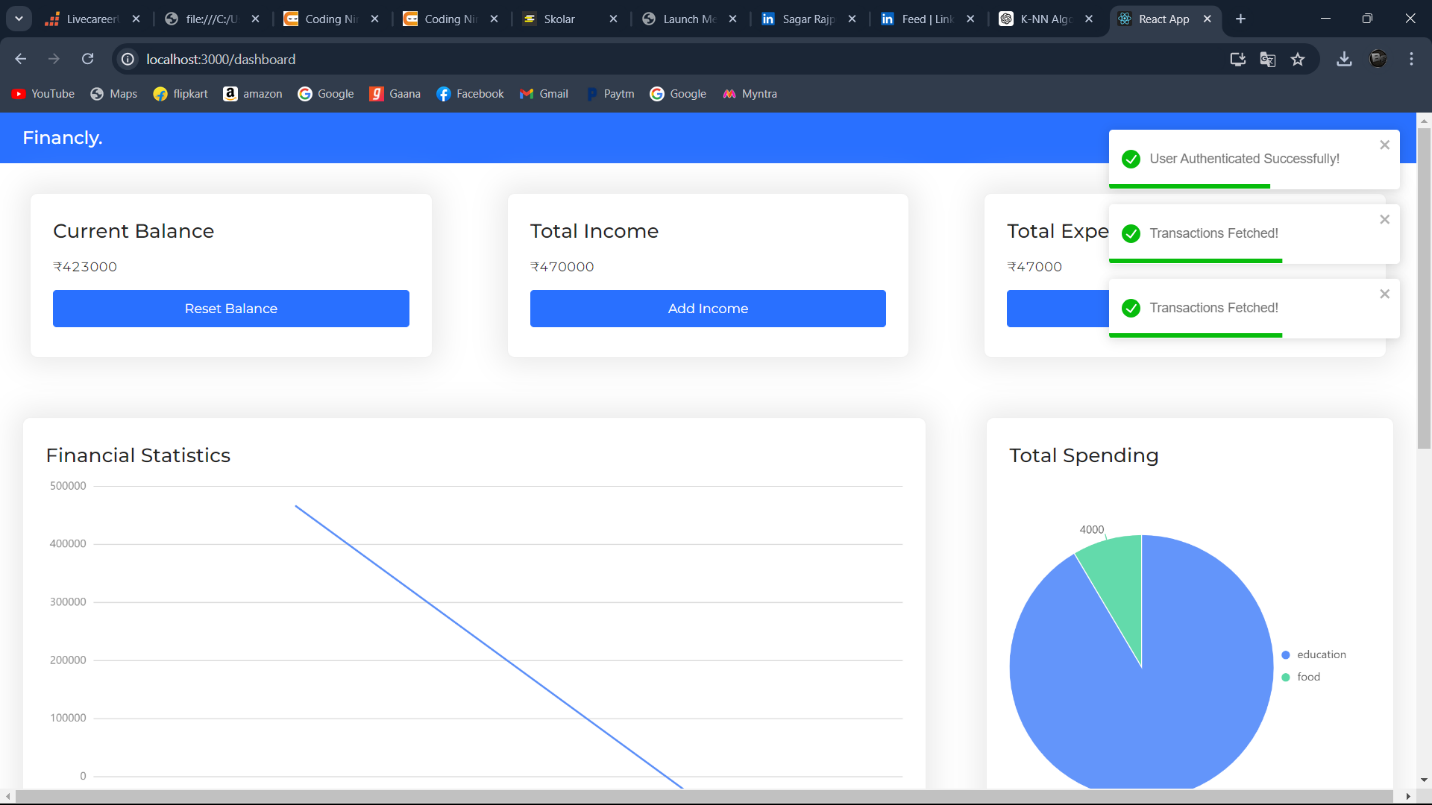 Livecareer
file:///C:/U
Coding Nin
Coding Nin
Skolar
Launch Me
Sagar Rajp
Feed | Link
K-NN Algo
React App
localhost:3000/dashboard
YouTube
Maps
flipkart
amazon
Google
Gaana
Facebook
Gmail
Paytm
Google
Myntra
Financly.
User Authenticated Successfully!
Transactions Fetched!
Transactions Fetched!
Current Balance
₹423000
Reset Balance
Total Income
₹470000
Add Income
Total Expe
₹47000
Financial Statistics
500000
400000
300000
200000
100000
0
Total Spending
4000
education
food